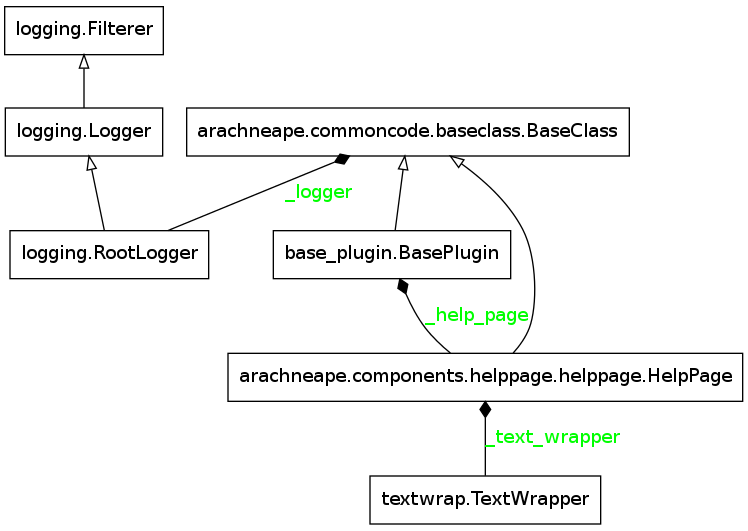 logging.Filterer
logging.Logger
arachneape.commoncode.baseclass.BaseClass
_logger
logging.RootLogger
base_plugin.BasePlugin
_help_page
arachneape.components.helppage.helppage.HelpPage
_text_wrapper
textwrap.TextWrapper